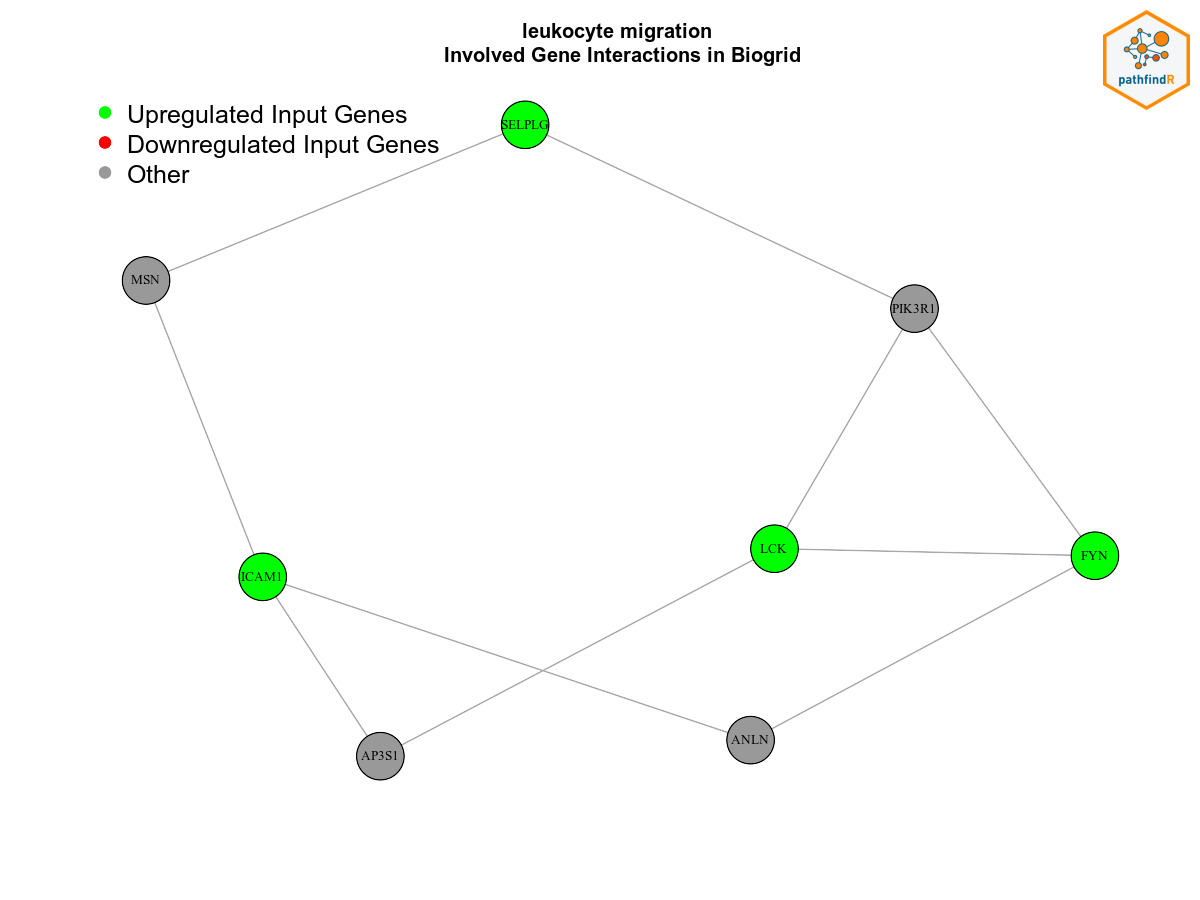 leukocyte migration
Involved Gene Interactions in Biogrid
pathfindR
Upregulated Input Genes
Downregulated Input Genes
Other
SELPLG
MSN
PIK3R1
LCK
FYN
ICAM1
ANLN
AP3S1